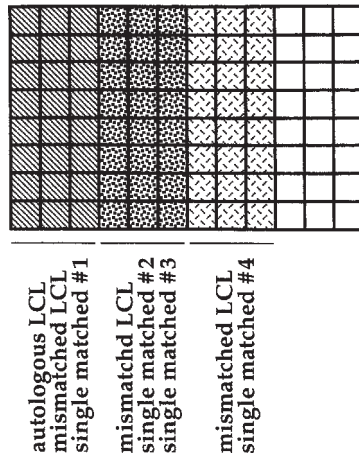 autologous LCL
mismatched LCL
single matched #1
mismatchd LCL
single matched #2
single matched #3
mismatched LCL
single matched #4